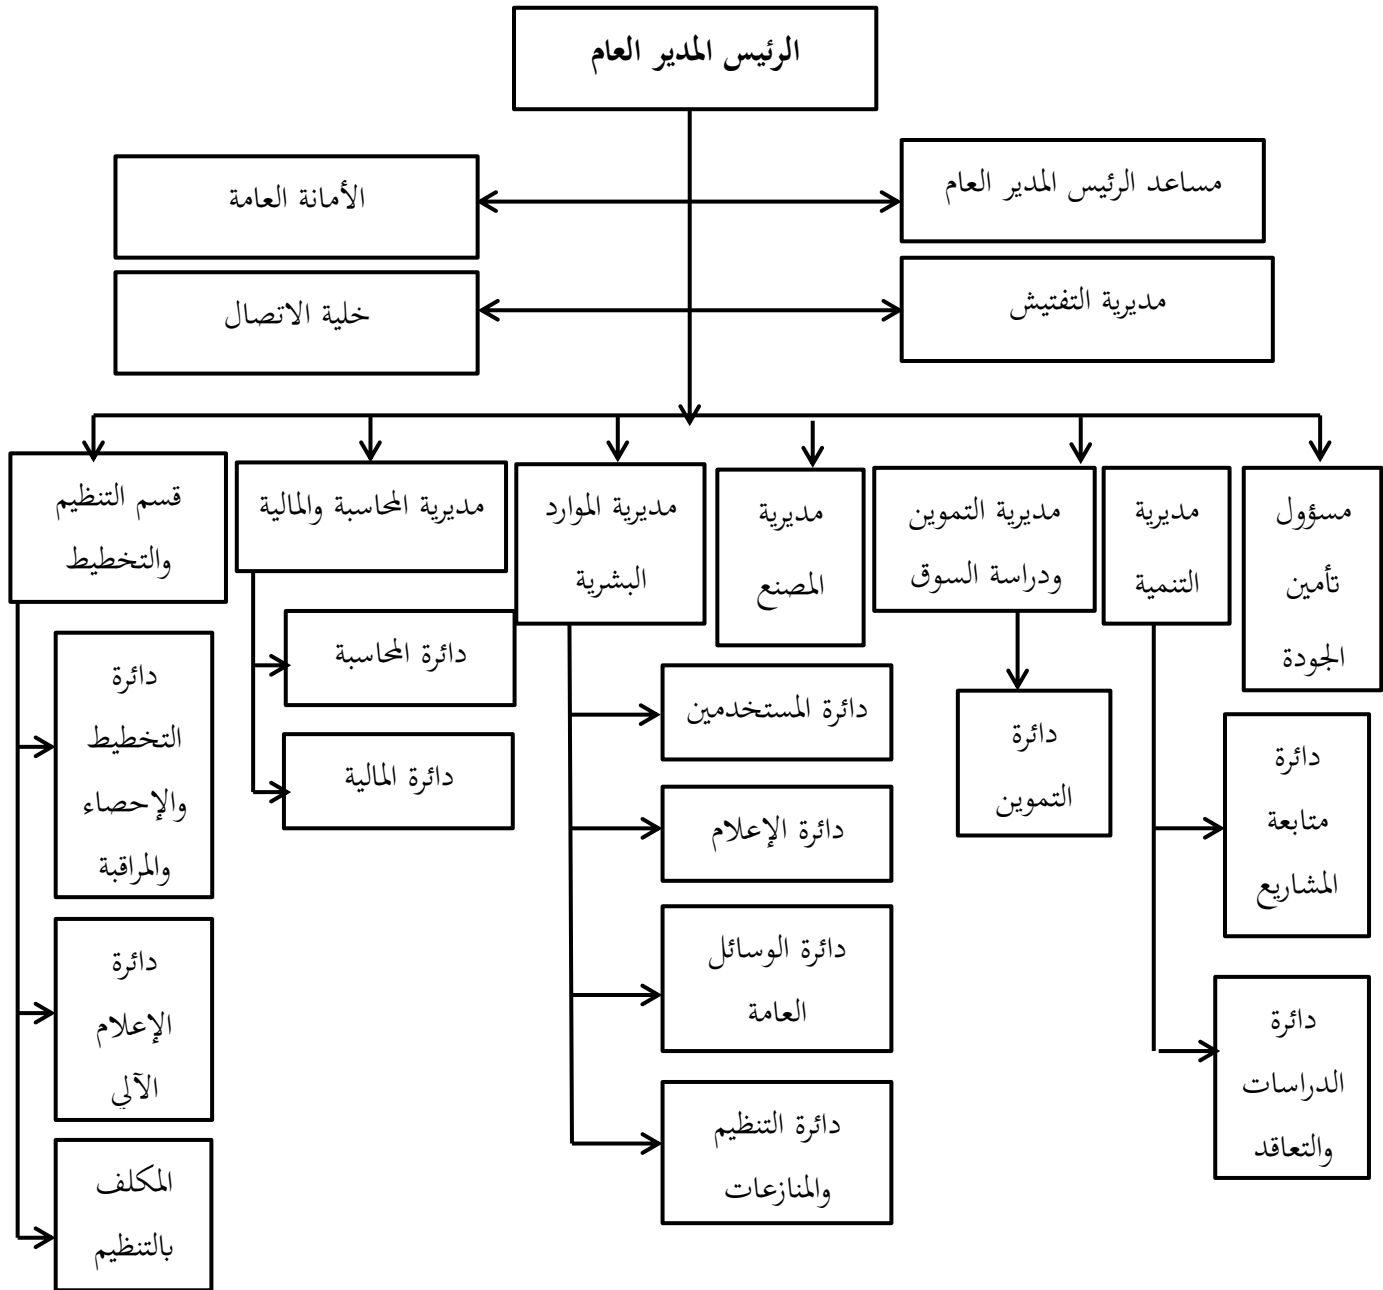 الرئيس المدير العام
مساعد الرئيس المدير العام
الأمانة العامة
مديرية التفتيش
خلية الاتصال
مسؤول
تأمين
الجودة
مديرية
التنمية
مديرية التموين
ودراسة السوق
مديرية
المصنع
مديرية الموارد
البشرية
مديرية المحاسبة والمالية
قسم التنظيم
والتخطيط
دائرة
متابعة
المشاريع
دائرة
الدراسات
والتعاقد
دائرة
التموين
دائرة المستخدمين
دائرة الإعلام
دائرة الوسائل
العامة
دائرة التنظيم
والمنازعات
دائرة المحاسبة
دائرة المالية
دائرة
التخطيط
والإحصاء
والمراقبة
دائرة
الإعلام
الآلي
المكلف
بالتنظيم